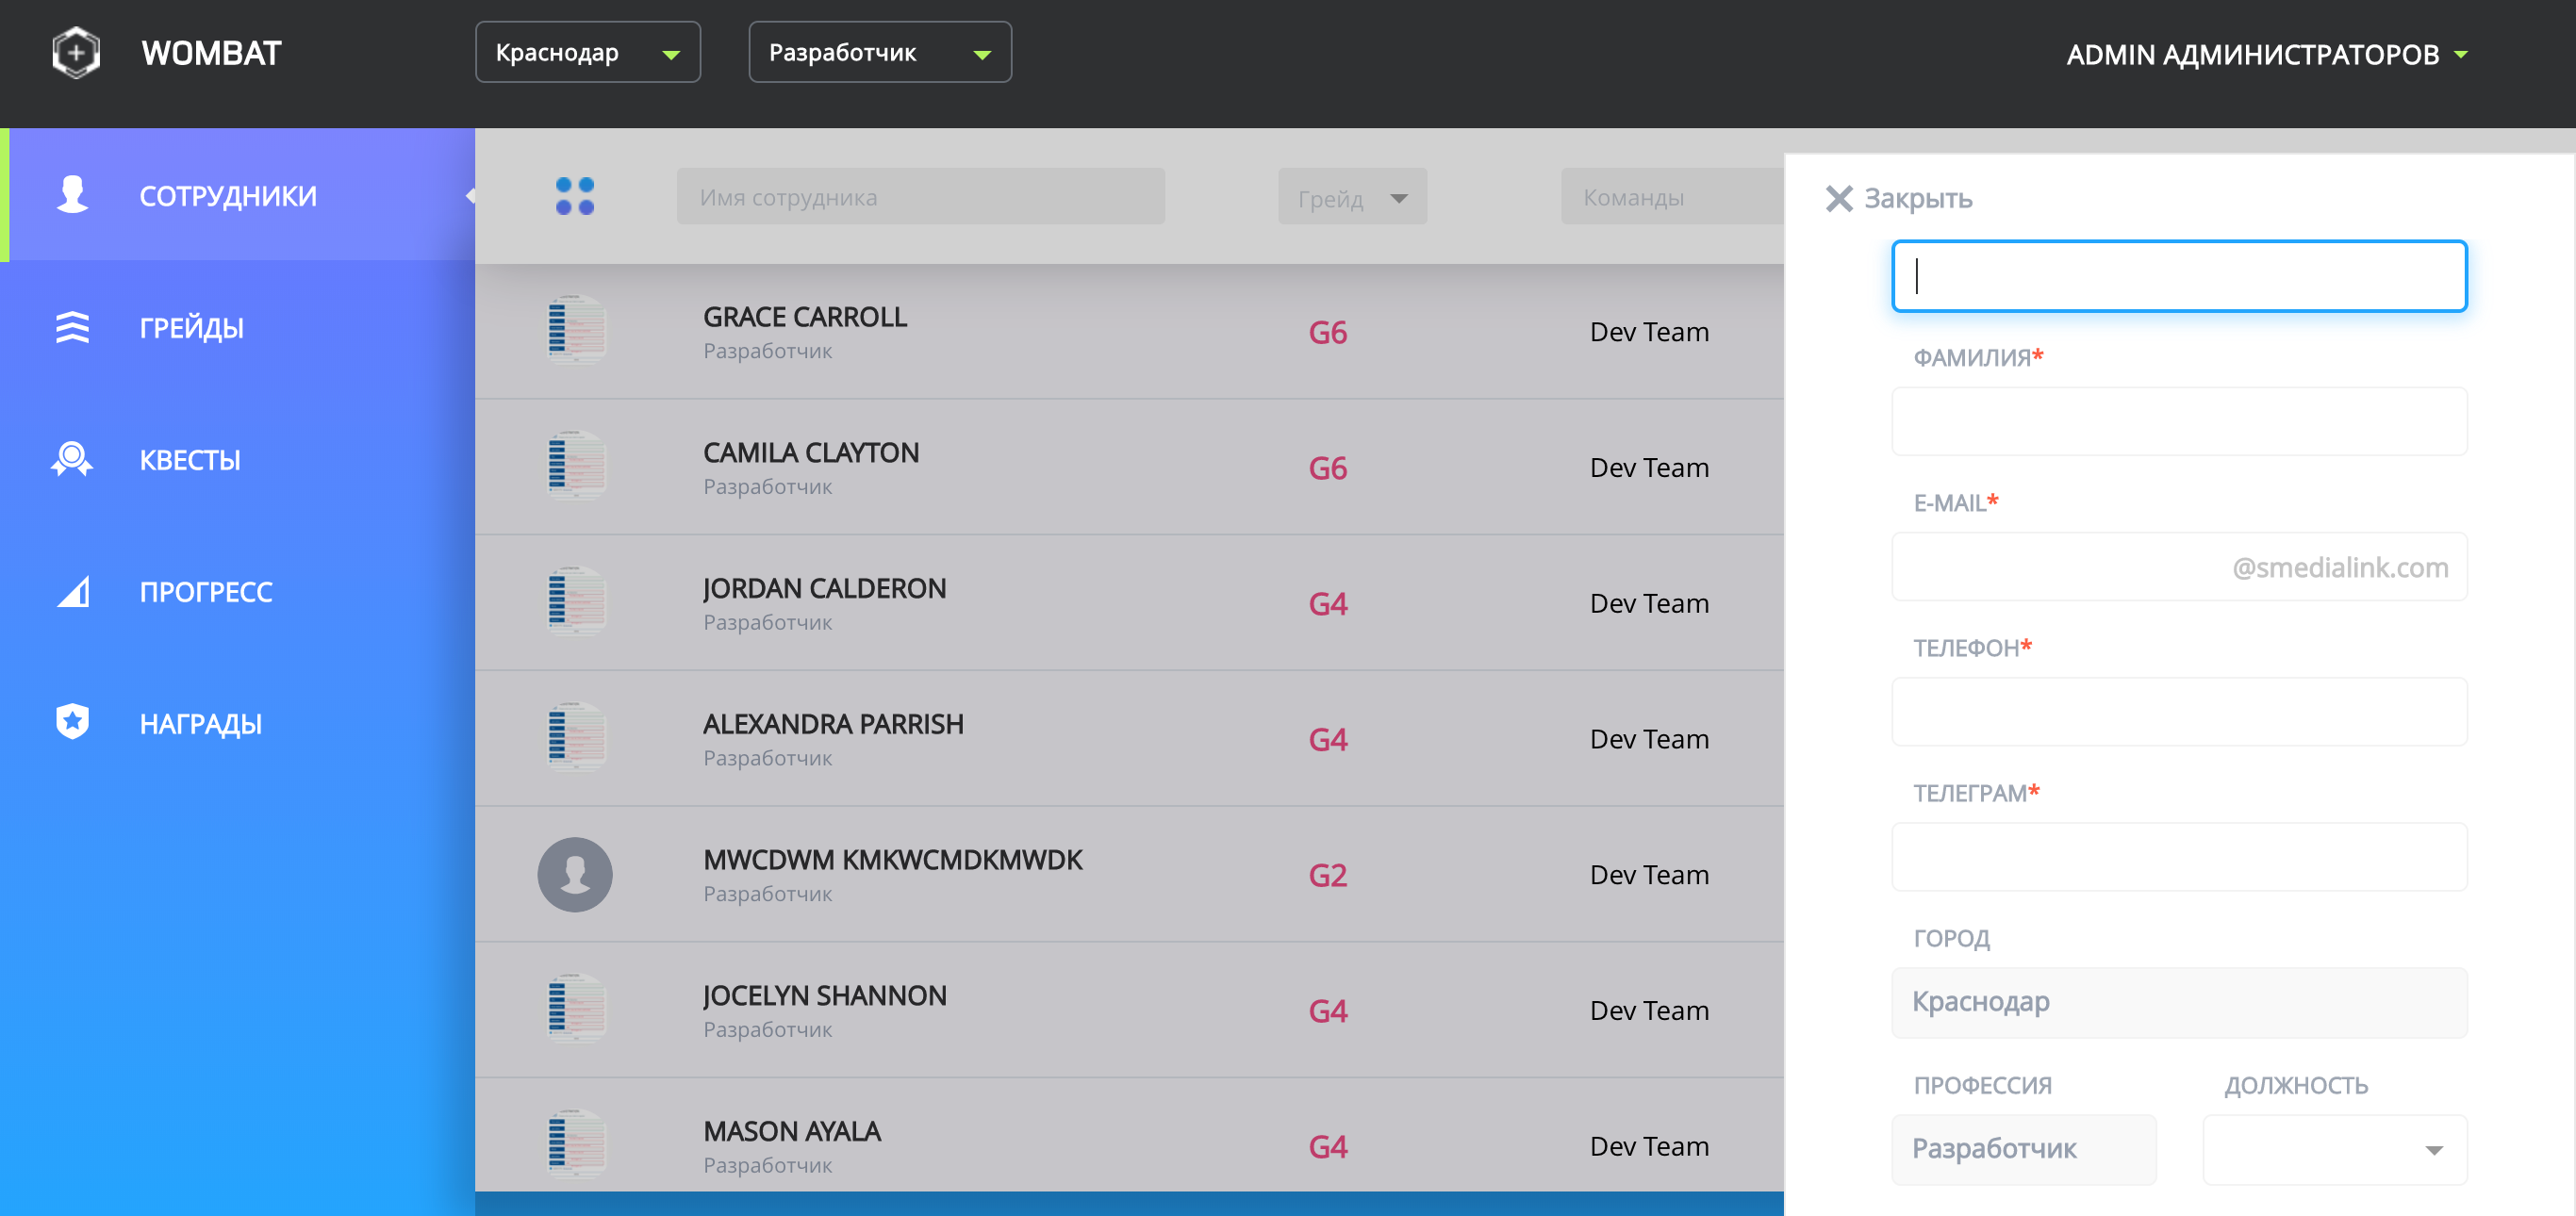 WOMBAT
Краснодар
Разработчик
ADMIN АДМИНИСТРАТОРОВ
СОТРУДНИКИ
ГРЕЙДЫ
КВЕСТЫ
ПРОГРЕСС
НАГРАДЫ
Имя сотрудника
Грейд
Команды
GRACE CARROLL
Разработчик
G6
Dev Team
CAMILA CLAYTON
Разработчик
G6
Dev Team
JORDAN CALDERON
Разработчик
G4
Dev Team
ALEXANDRA PARRISH
Разработчик
G4
Dev Team
MWCDWM KMKWCMDKMWDK
Разработчик
G2
Dev Team
JOCELYN SHANNON
Разработчик
G4
Dev Team
MASON AYALA
Разработчик
G4
Dev Team
Закрыть
ФАМИЛИЯ*
E-MAIL*
@smedialink.com
ТЕЛЕФОН*
ТЕЛЕГРАМ*
ГОРОД
Краснодар
ПРОФЕССИЯ
ДОЛЖНОСТЬ
Разработчик